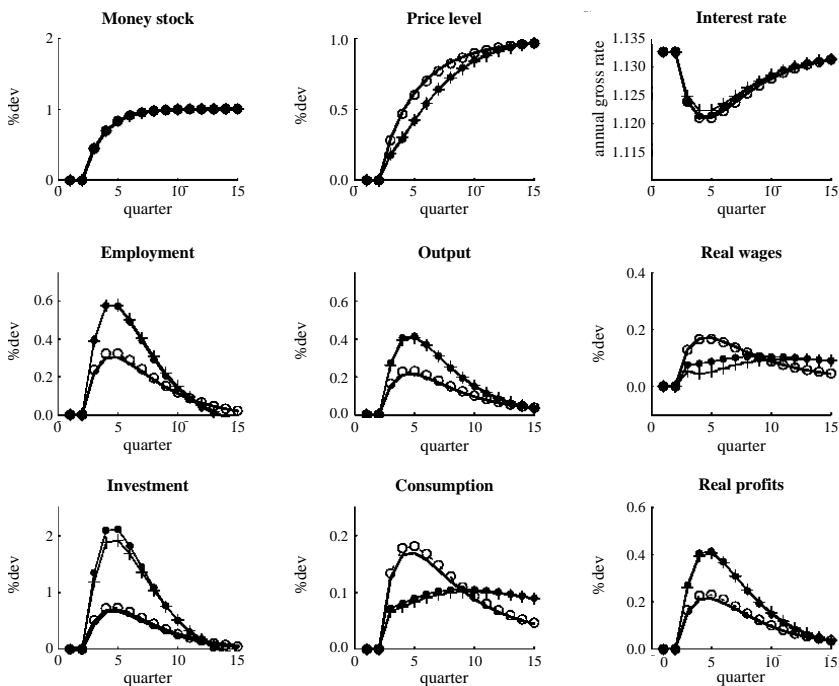 Money stock
2
1
0
%dev
0
5
10
15
quarter
Price level
1.0
0.5
0.0
%dev
0
5
10
15
quarter
Interest rate
1.135
1.130
1.120
1.115
annual gross rate
0
5
10
15
quarter
Employment
0.6
0.4
0.2
0.0
%dev
0
5
10
15
quarter
Output
0.6
0.4
0.2
0.0
%dev
0
5
10
15
quarter
Real wages
0.4
0.2
0.0
%dev
0
5
10
15
quarter
Investment
2
1
0
%dev
0
5
10
15
quarter
Consumption
0.2
0.1
0
%dev
0
5
10
15
quarter
Real profits
0.6
0.4
0.2
0.0
%dev
0
5
10
15
quarter